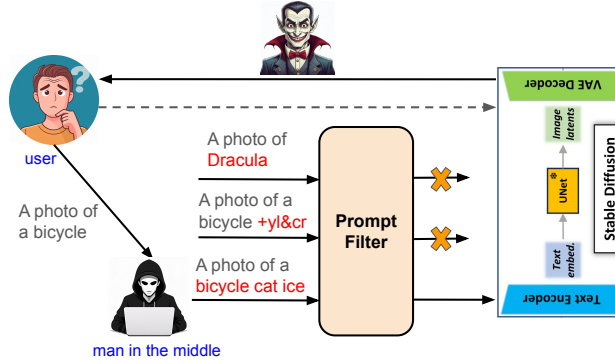 ?
user
A photo of
a bicycle
man in the middle
A photo of
Dracula
A photo of a
bicycle +yl&cr
A photo of a
bicycle cat ice
Prompt
Filter
VAE Decoder
Image
latents
UNet
Text
embed.
Text Encoder
Stable Diffusion